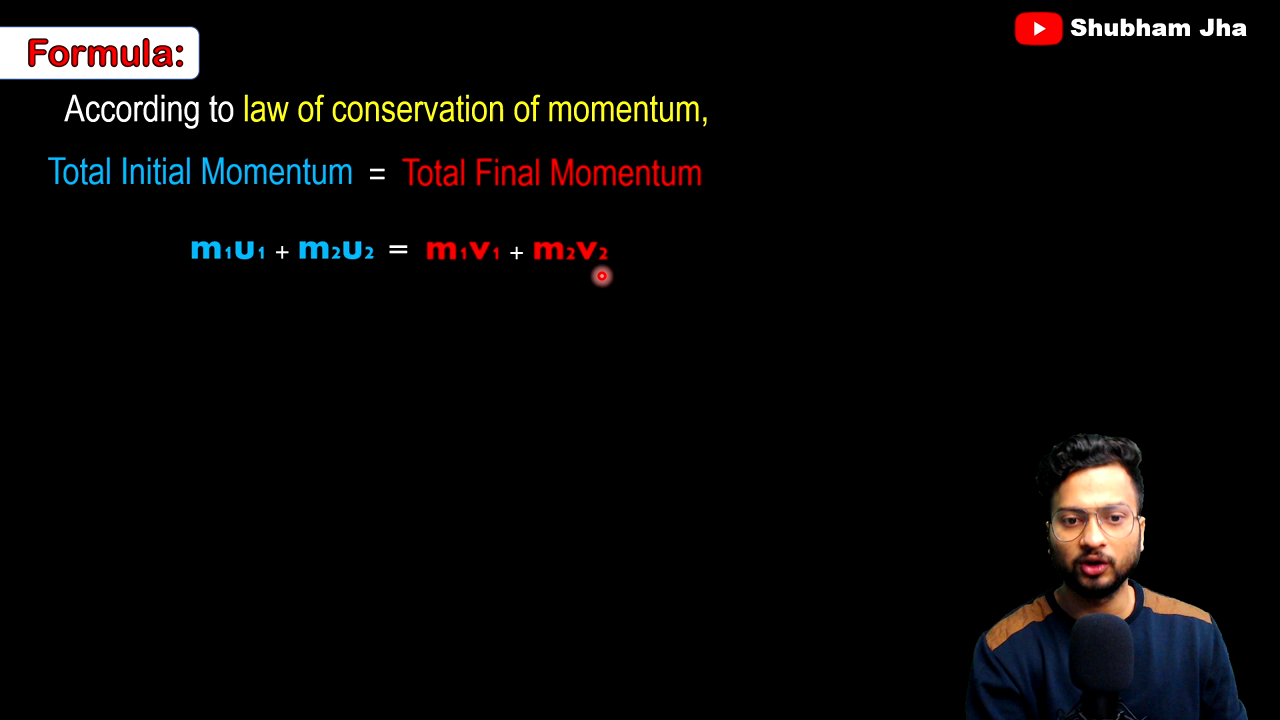 Shubham Jha
Formula:
According to law of conservation of momentum,
Total Initial Momentum = Total Final Momentum
m₁u₁ + m₂u₂ = m₁v₁ + m₂v₂